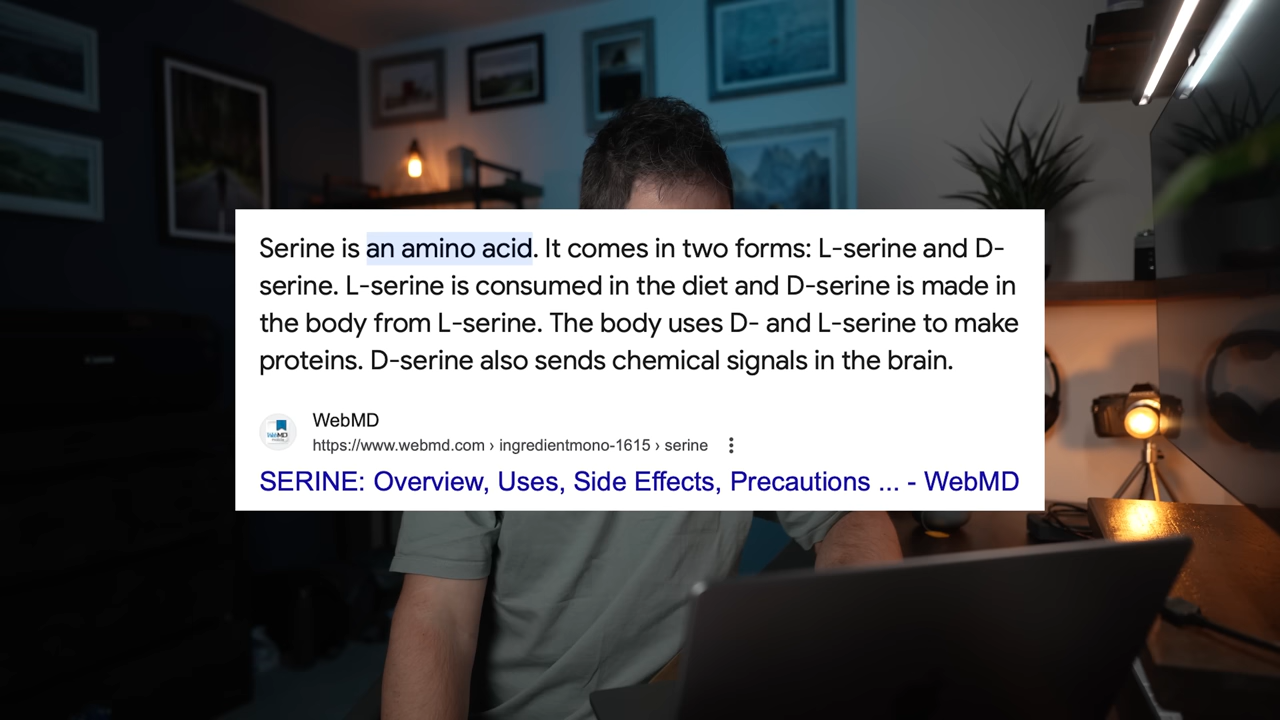 Serine is an amino acid. It comes in two forms: L-serine and D-
serine. L-serine is consumed in the diet and D-serine is made in
the body from L-serine. The body uses D- and L-serine to make
proteins. D-serine also sends chemical signals in the brain.
WebMD
https://www.webmd.com › ingredientmono-1615 › serine
SERINE: Overview, Uses, Side Effects, Precautions ... - WebMD